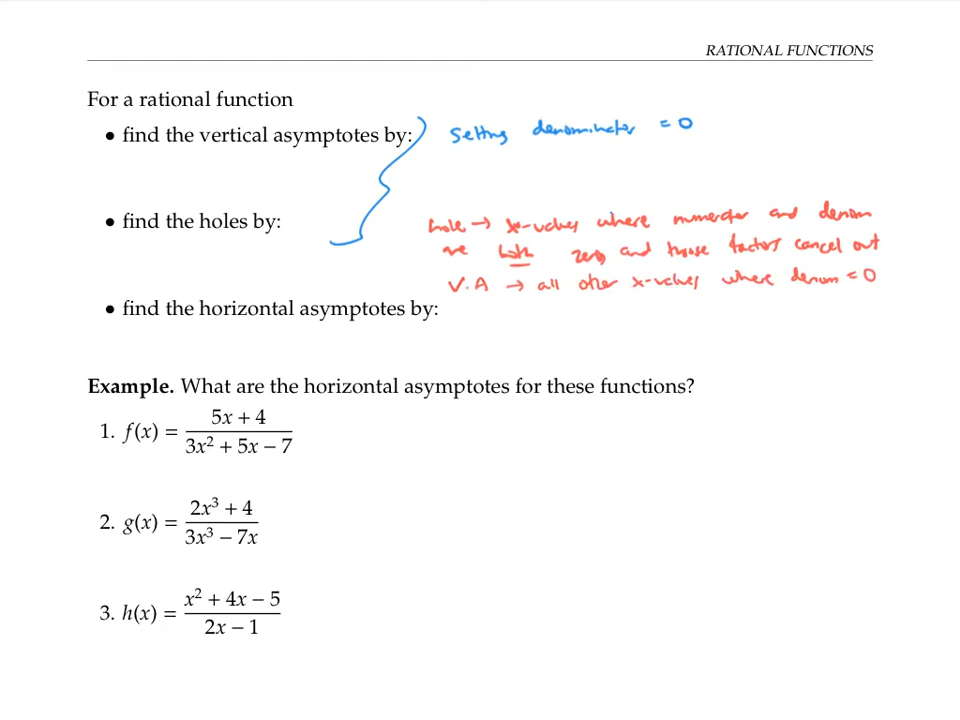 RATIONAL FUNCTIONS
For a rational function
• find the vertical asymptotes by: Setting denominator = 0
• find the holes by:
hole → x-values where numerator and denom
are both zero, and those factors cancel out
V.A → all other x-values where denom = 0
• find the horizontal asymptotes by:
Example. What are the horizontal asymptotes for these functions?
1. f(x) = (5x + 4)/(3x² + 5x − 7)
2. g(x) = (2x³ + 4)/(3x³ − 7x)
3. h(x) = (x² + 4x − 5)/(2x − 1)